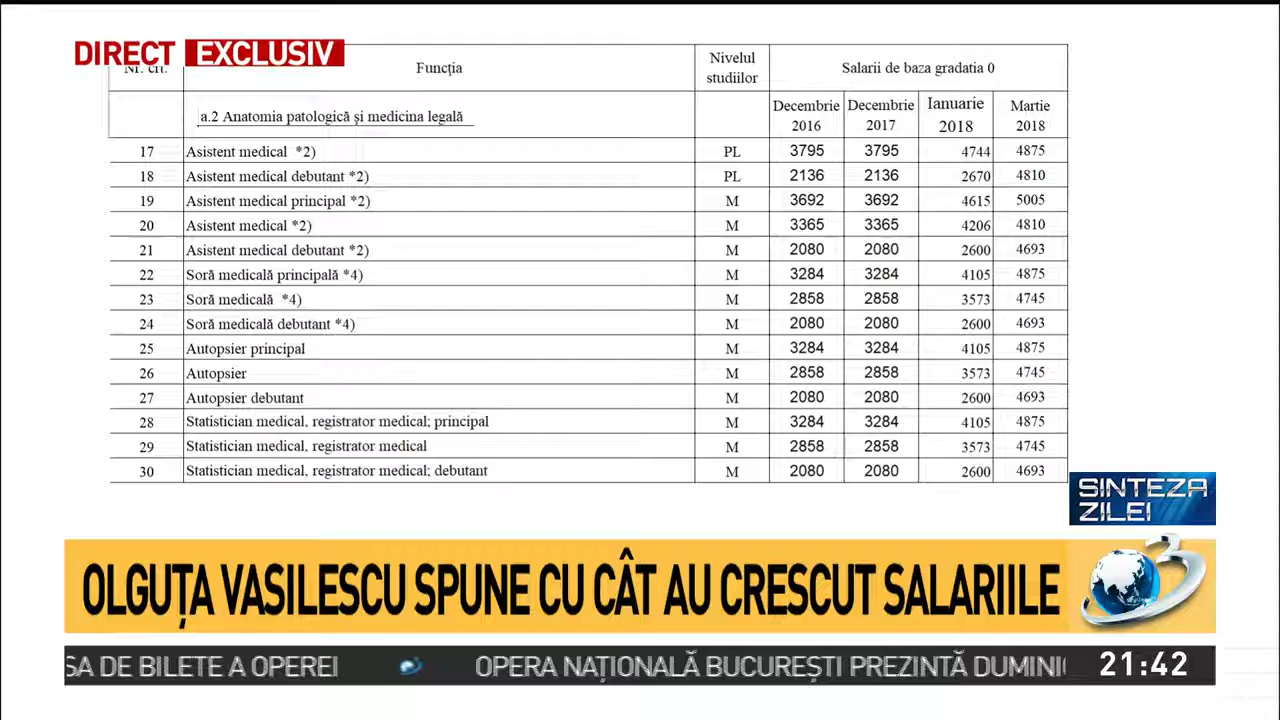 DIRECT EXCLUSIV
Nr. crt. Funcţia Nivelul studiilor Salarii de baza gradatia 0
a.2 Anatomia patologică şi medicina legală Decembrie 2016 Decembrie 2017 Ianuarie 2018 Martie 2018
17 Asistent medical *2) PL 3795 3795 4744 4875
18 Asistent medical debutant *2) PL 2136 2136 2670 4810
19 Asistent medical principal *2) M 3692 3692 4615 5005
20 Asistent medical *2) M 3365 3365 4206 4810
21 Asistent medical debutant *2) M 2080 2080 2600 4693
22 Soră medicală principală *4) M 3284 3284 4105 4875
23 Soră medicală *4) M 2858 2858 3573 4745
24 Soră medicală debutant *4) M 2080 2080 2600 4693
25 Autopsier principal M 3284 3284 4105 4875
26 Autopsier M 2858 2858 3573 4745
27 Autopsier debutant M 2080 2080 2600 4693
28 Statistician medical, registrator medical; principal M 3284 3284 4105 4875
29 Statistician medical, registrator medical M 2858 2858 3573 4745
30 Statistician medical, registrator medical; debutant M 2080 2080 2600 4693
SINTEZA
ZILEI
OLGUȚA VASILESCU SPUNE CU CÂT AU CRESCUT SALARIILE
3
SA DE BILETE A OPEREI OPERA NAȚIONALĂ BUCUREȘTI PREZINTĂ DUMINI 21:42